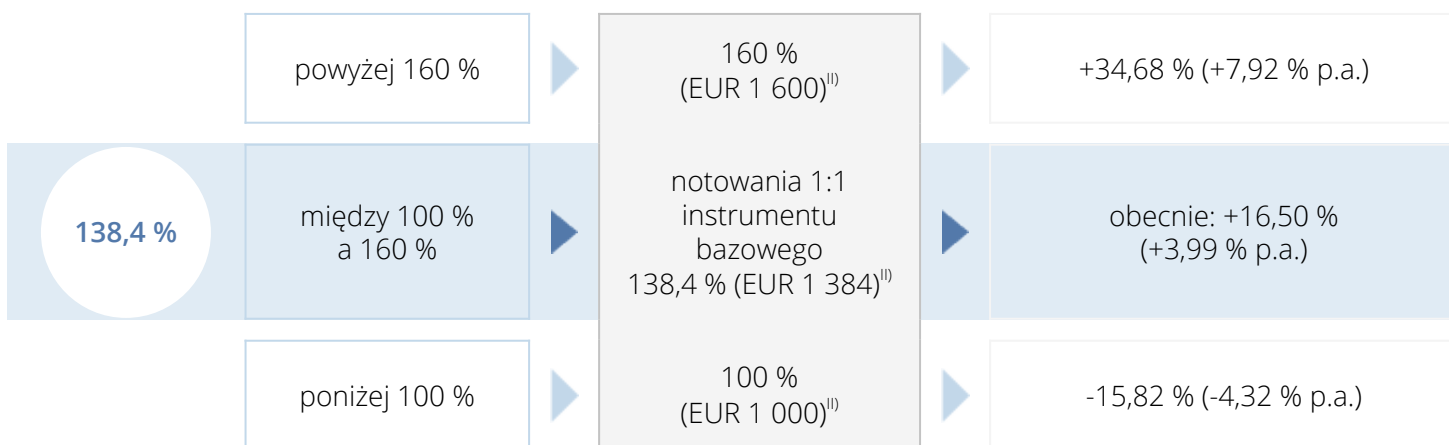 powyżej 160 %
160 %
(EUR 1 600)II)
+34,68 % (+7,92 % p.a.)
138,4 %
między 100 %
a 160 %
notowania 1:1
instrumentu
bazowego
138,4 % (EUR 1 384)II)
obecnie: +16,50 %
(+3,99 % p.a.)
poniżej 100 %
100 %
(EUR 1 000)II)
-15,82 % (-4,32 % p.a.)